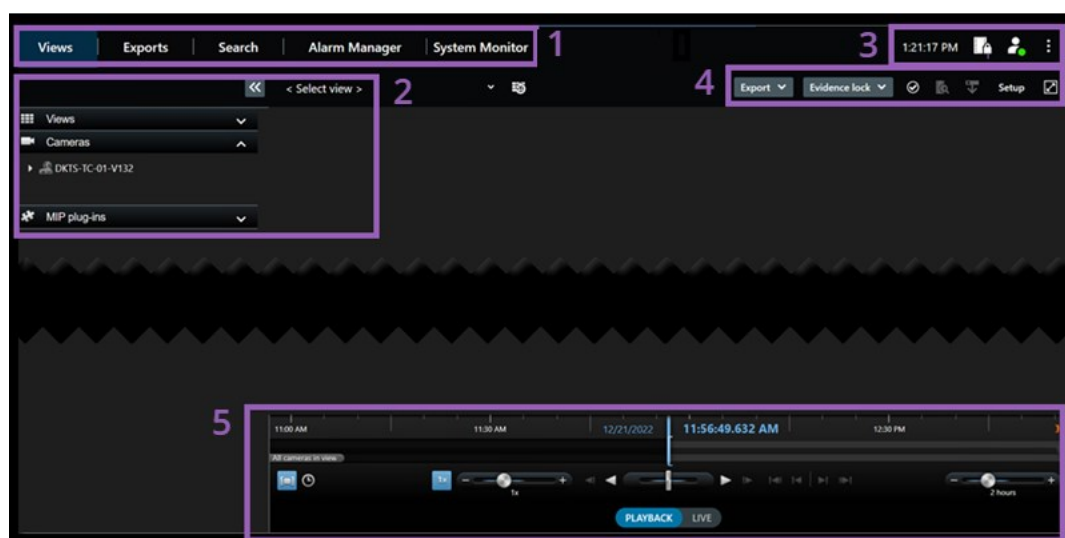 Views Exports Search Alarm Manager System Monitor 1 3 1:21:17 PM
< Select view > 2 4 Export Evidence lock Setup
Views
Cameras
DKTS-TC-01-V132
MIP plug-ins
5
11:00 AM 11:30 AM 12/21/2022 11:56:49.632 AM 12:30 PM
All cameras in view
1x
1x 2 hours
PLAYBACK LIVE